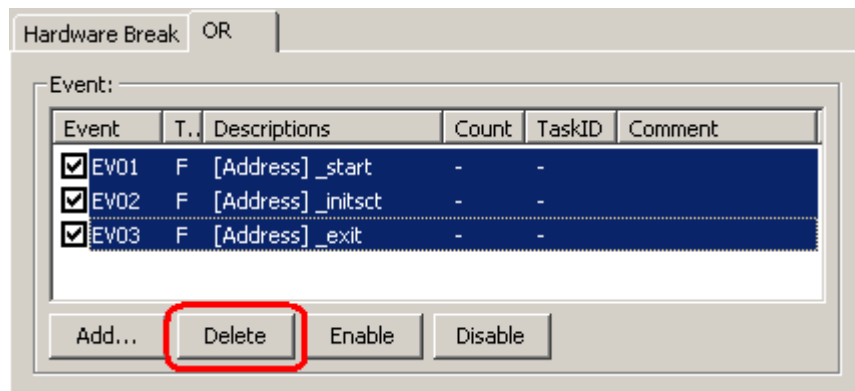 Hardware Break OR
Event:
Event T.. Descriptions Count TaskID Comment
EV01 F [Address] _start - -
EV02 F [Address] _initsct - -
EV03 F [Address] _exit - -
Add... Delete Enable Disable